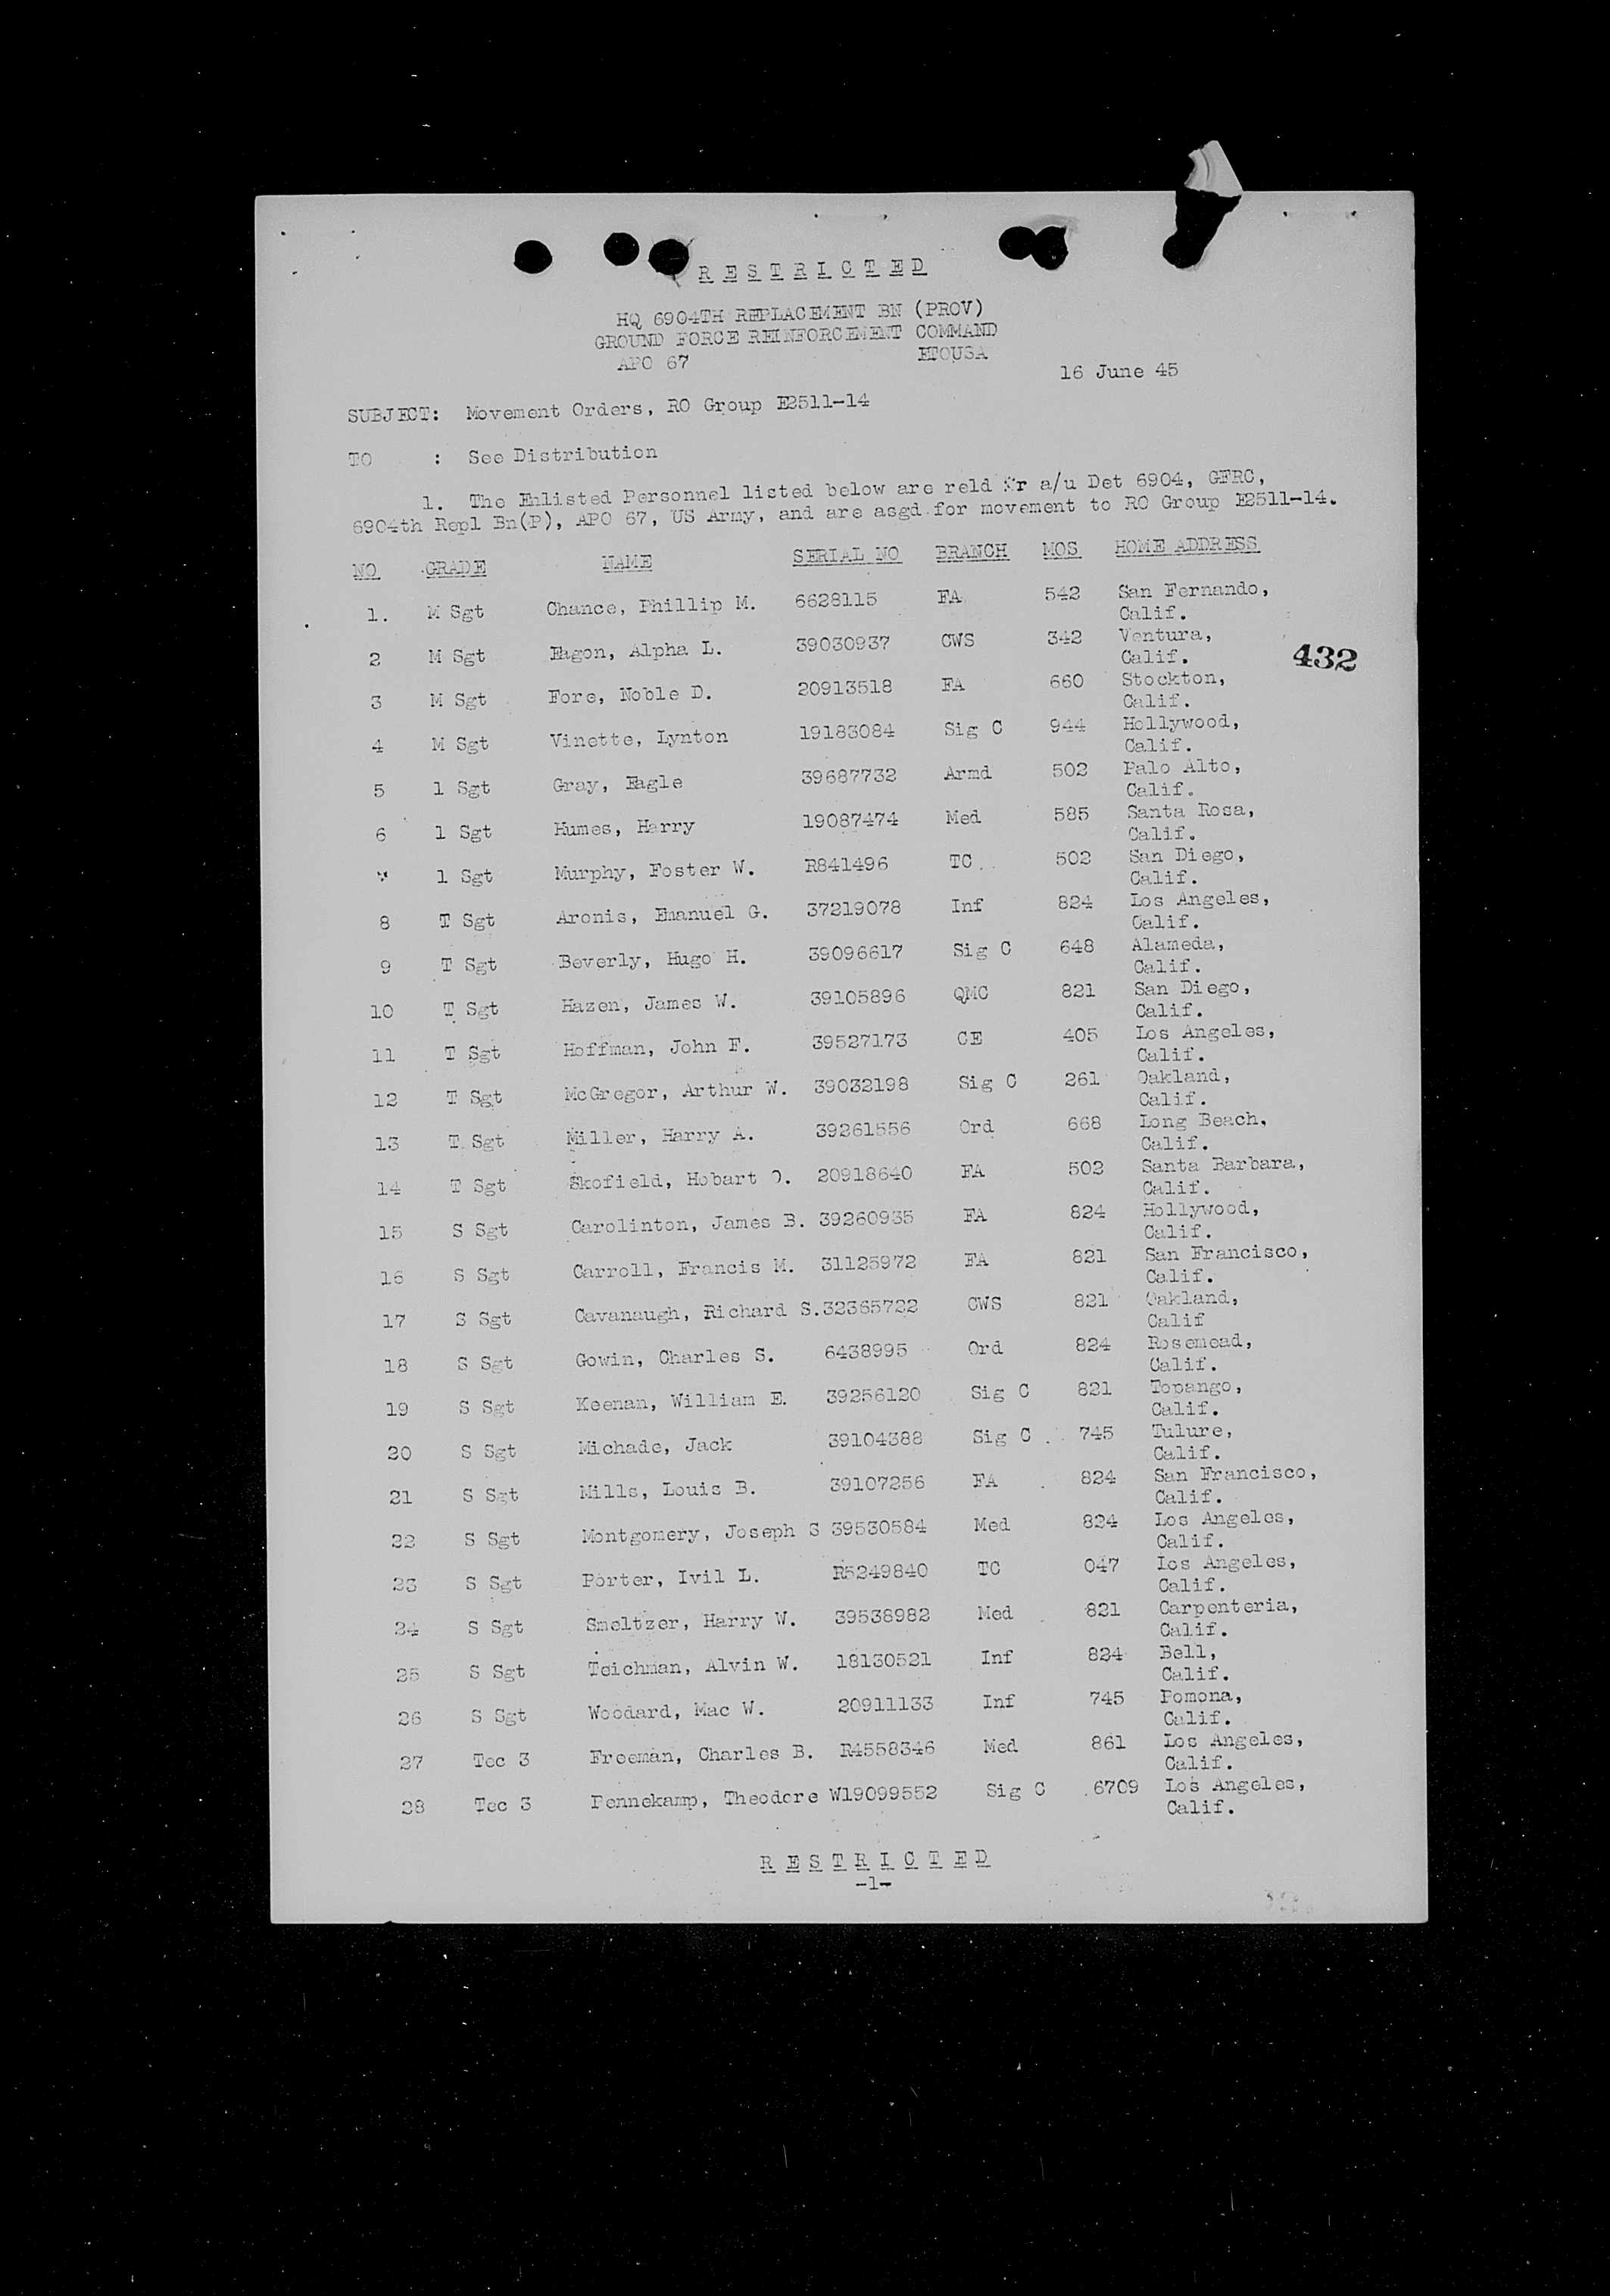 R E S T R I C T E D
HQ 6904TH REPLACEMENT BN (PROV)
GROUND FORCE REINFORCEMENT COMMAND
APO 67 ETOUSA
16 June 45
SUBJECT: Movement Orders, RO Group E2511-14
TO : See Distribution
1. The Enlisted Personnel listed below are reld fr a/u Det 6904, GFRC,
6904th Repl Bn(P), APO 67, US Army, and are asgd for movement to RO Group E2511-14.
NO GRADE NAME SERIAL NO BRANCH MOS HOME ADDRESS
1. M Sgt Chance, Phillip M. 6628115 FA 542 San Fernando,
Calif.
2 M Sgt Eagon, Alpha L. 39030937 CWS 342 Ventura,
Calif.
432
3 M Sgt Fore, Noble D. 20913518 FA 660 Stockton,
Calif.
4 M Sgt Vinette, Lynton 19183084 Sig C 944 Hollywood,
Calif.
5 1 Sgt Gray, Eagle 39687732 Armd 502 Palo Alto,
Calif.
6 1 Sgt Humes, Harry 19087474 Med 585 Santa Rosa,
Calif.
1 Sgt Murphy, Foster W. R841496 TC 502 San Diego,
Calif.
8 T Sgt Aronis, Emanuel G. 37219078 Inf 824 Los Angeles,
Calif.
9 T Sgt Beverly, Hugo H. 39096617 Sig C 648 Alameda,
Calif.
10 T Sgt Hazen, James W. 39105896 QMC 821 San Diego,
Calif.
11 T Sgt Hoffman, John F. 39527173 CE 405 Los Angeles,
Calif.
12 T Sgt McGregor, Arthur W. 39032198 Sig C 261 Oakland,
Calif.
13 T Sgt Miller, Harry A. 39261556 Ord 668 Long Beach,
Calif.
14 T Sgt Skofield, Hobart O. 20918640 FA 502 Santa Barbara,
Calif.
15 S Sgt Carolinton, James B. 39260935 FA 824 Hollywood,
Calif.
16 S Sgt Carroll, Francis M. 31125972 FA 821 San Francisco,
Calif.
17 S Sgt Cavanaugh, Richard S.32365722 CWS 821 Oakland,
Calif
18 S Sgt Gowin, Charles S. 6438995 Ord 824 Rosemead,
Calif.
19 S Sgt Keenan, William E. 39256120 Sig C 821 Topango,
Calif.
20 S Sgt Michade, Jack 39104388 Sig C 745 Tulure,
Calif.
21 S Sgt Mills, Louis B. 39107256 FA 824 San Francisco,
Calif.
22 S Sgt Montgomery, Joseph S 39530584 Med 824 Los Angeles,
Calif.
23 S Sgt Porter, Ivil L. R5249840 TC 047 Los Angeles,
Calif.
24 S Sgt Smeltzer, Harry W. 39538982 Med 821 Carpenteria,
Calif.
25 S Sgt Teichman, Alvin W. 18130521 Inf 824 Bell,
Calif.
26 S Sgt Woodard, Mac W. 20911133 Inf 745 Pomona,
Calif.
27 Tec 3 Freeman, Charles B. R4558346 Med 861 Los Angeles,
Calif.
28 Tec 3 Pennekamp, Theodore W19099552 Sig C 6709 Los Angeles,
Calif.
R E S T R I C T E D
-1-